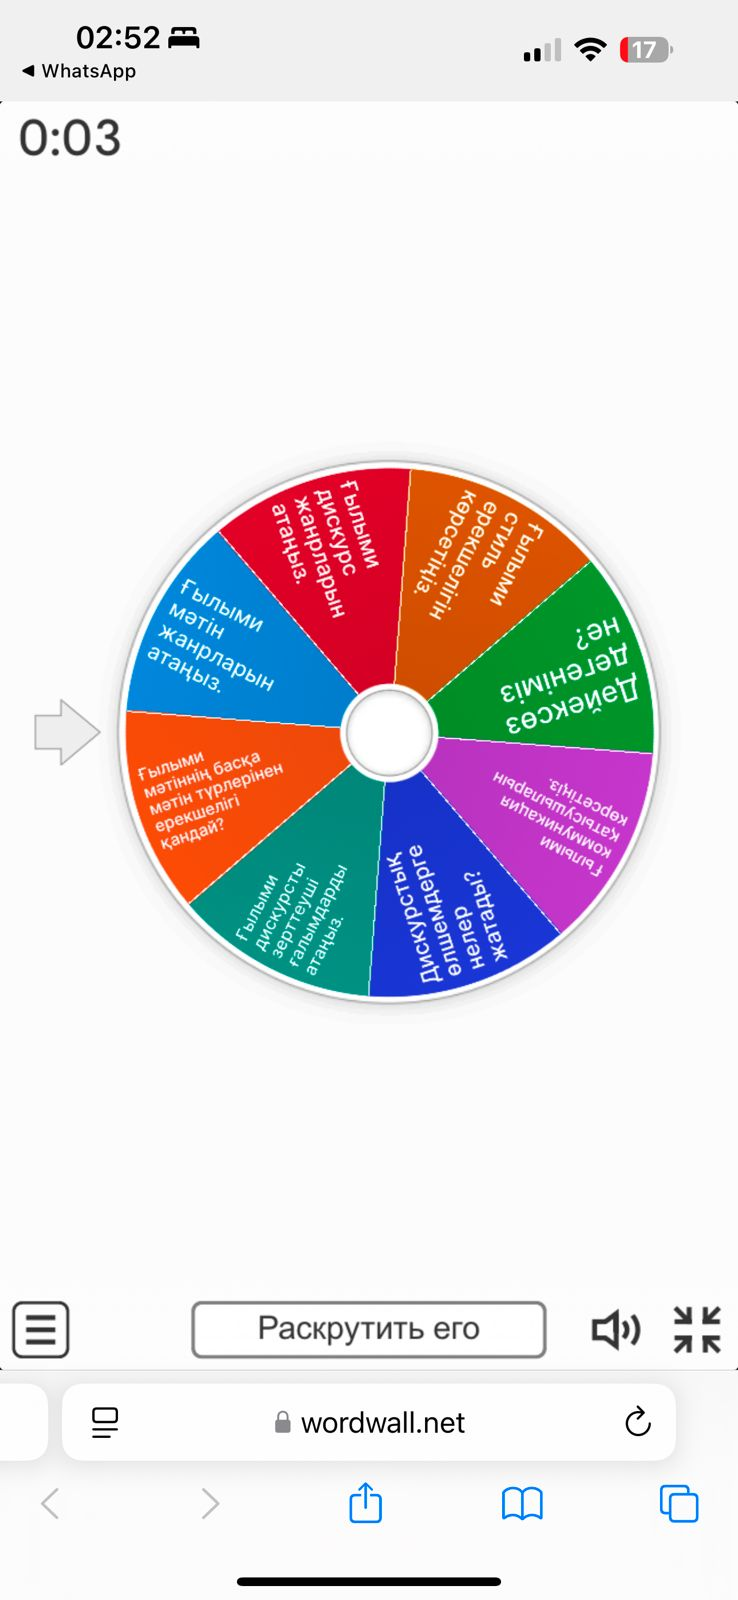 02:52
WhatsApp
17
0:03
Ғылыми
дискурс
жанрларын
атаңыз.
Ғылыми
стиль
ерекшелігін
көрсетіңіз.
Дәйексөз
дегеніміз
не?
Ғылыми
коммуникация
қатысушыларын
көрсетіңіз.
Дискурстық
өлшемдерге
нелер
жатады?
Ғылыми
дискурсты
зерттеуші
ғалымдарды
атаңыз.
Ғылыми
мәтіннің басқа
мәтін түрлерінен
ерекшелігі
қандай?
Ғылыми
мәтін
жанрларын
атаңыз.
Раскрутить его
wordwall.net